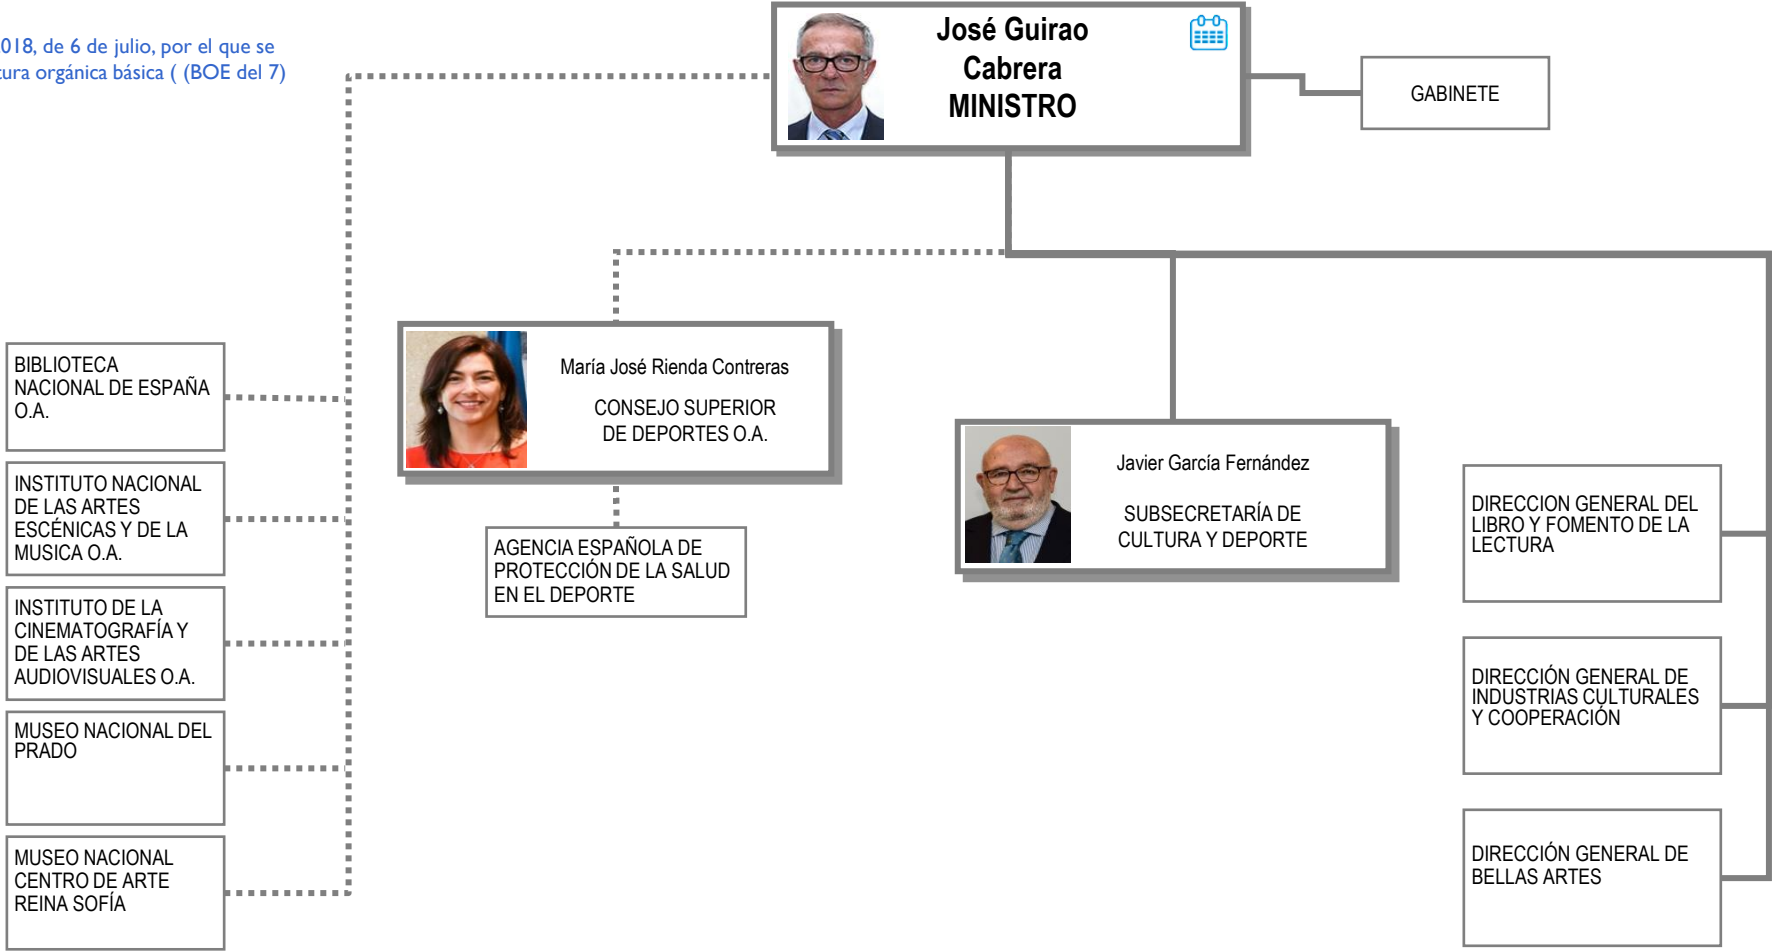 018, de 6 de julio, por el que se
tura orgánica básica ( (BOE del 7)
José Guirao
Cabrera
MINISTRO
GABINETE
María José Rienda Contreras
CONSEJO SUPERIOR
DE DEPORTES O.A.
AGENCIA ESPAÑOLA DE
PROTECCIÓN DE LA SALUD
EN EL DEPORTE
Javier García Fernández
SUBSECRETARÍA DE
CULTURA Y DEPORTE
BIBLIOTECA
NACIONAL DE ESPAÑA
O.A.
INSTITUTO NACIONAL
DE LAS ARTES
ESCÉNICAS Y DE LA
MUSICA O.A.
INSTITUTO DE LA
CINEMATOGRAFÍA Y
DE LAS ARTES
AUDIOVISUALES O.A.
MUSEO NACIONAL DEL
PRADO
MUSEO NACIONAL
CENTRO DE ARTE
REINA SOFÍA
DIRECCION GENERAL DEL
LIBRO Y FOMENTO DE LA
LECTURA
DIRECCIÓN GENERAL DE
INDUSTRIAS CULTURALES
Y COOPERACIÓN
DIRECCIÓN GENERAL DE
BELLAS ARTES